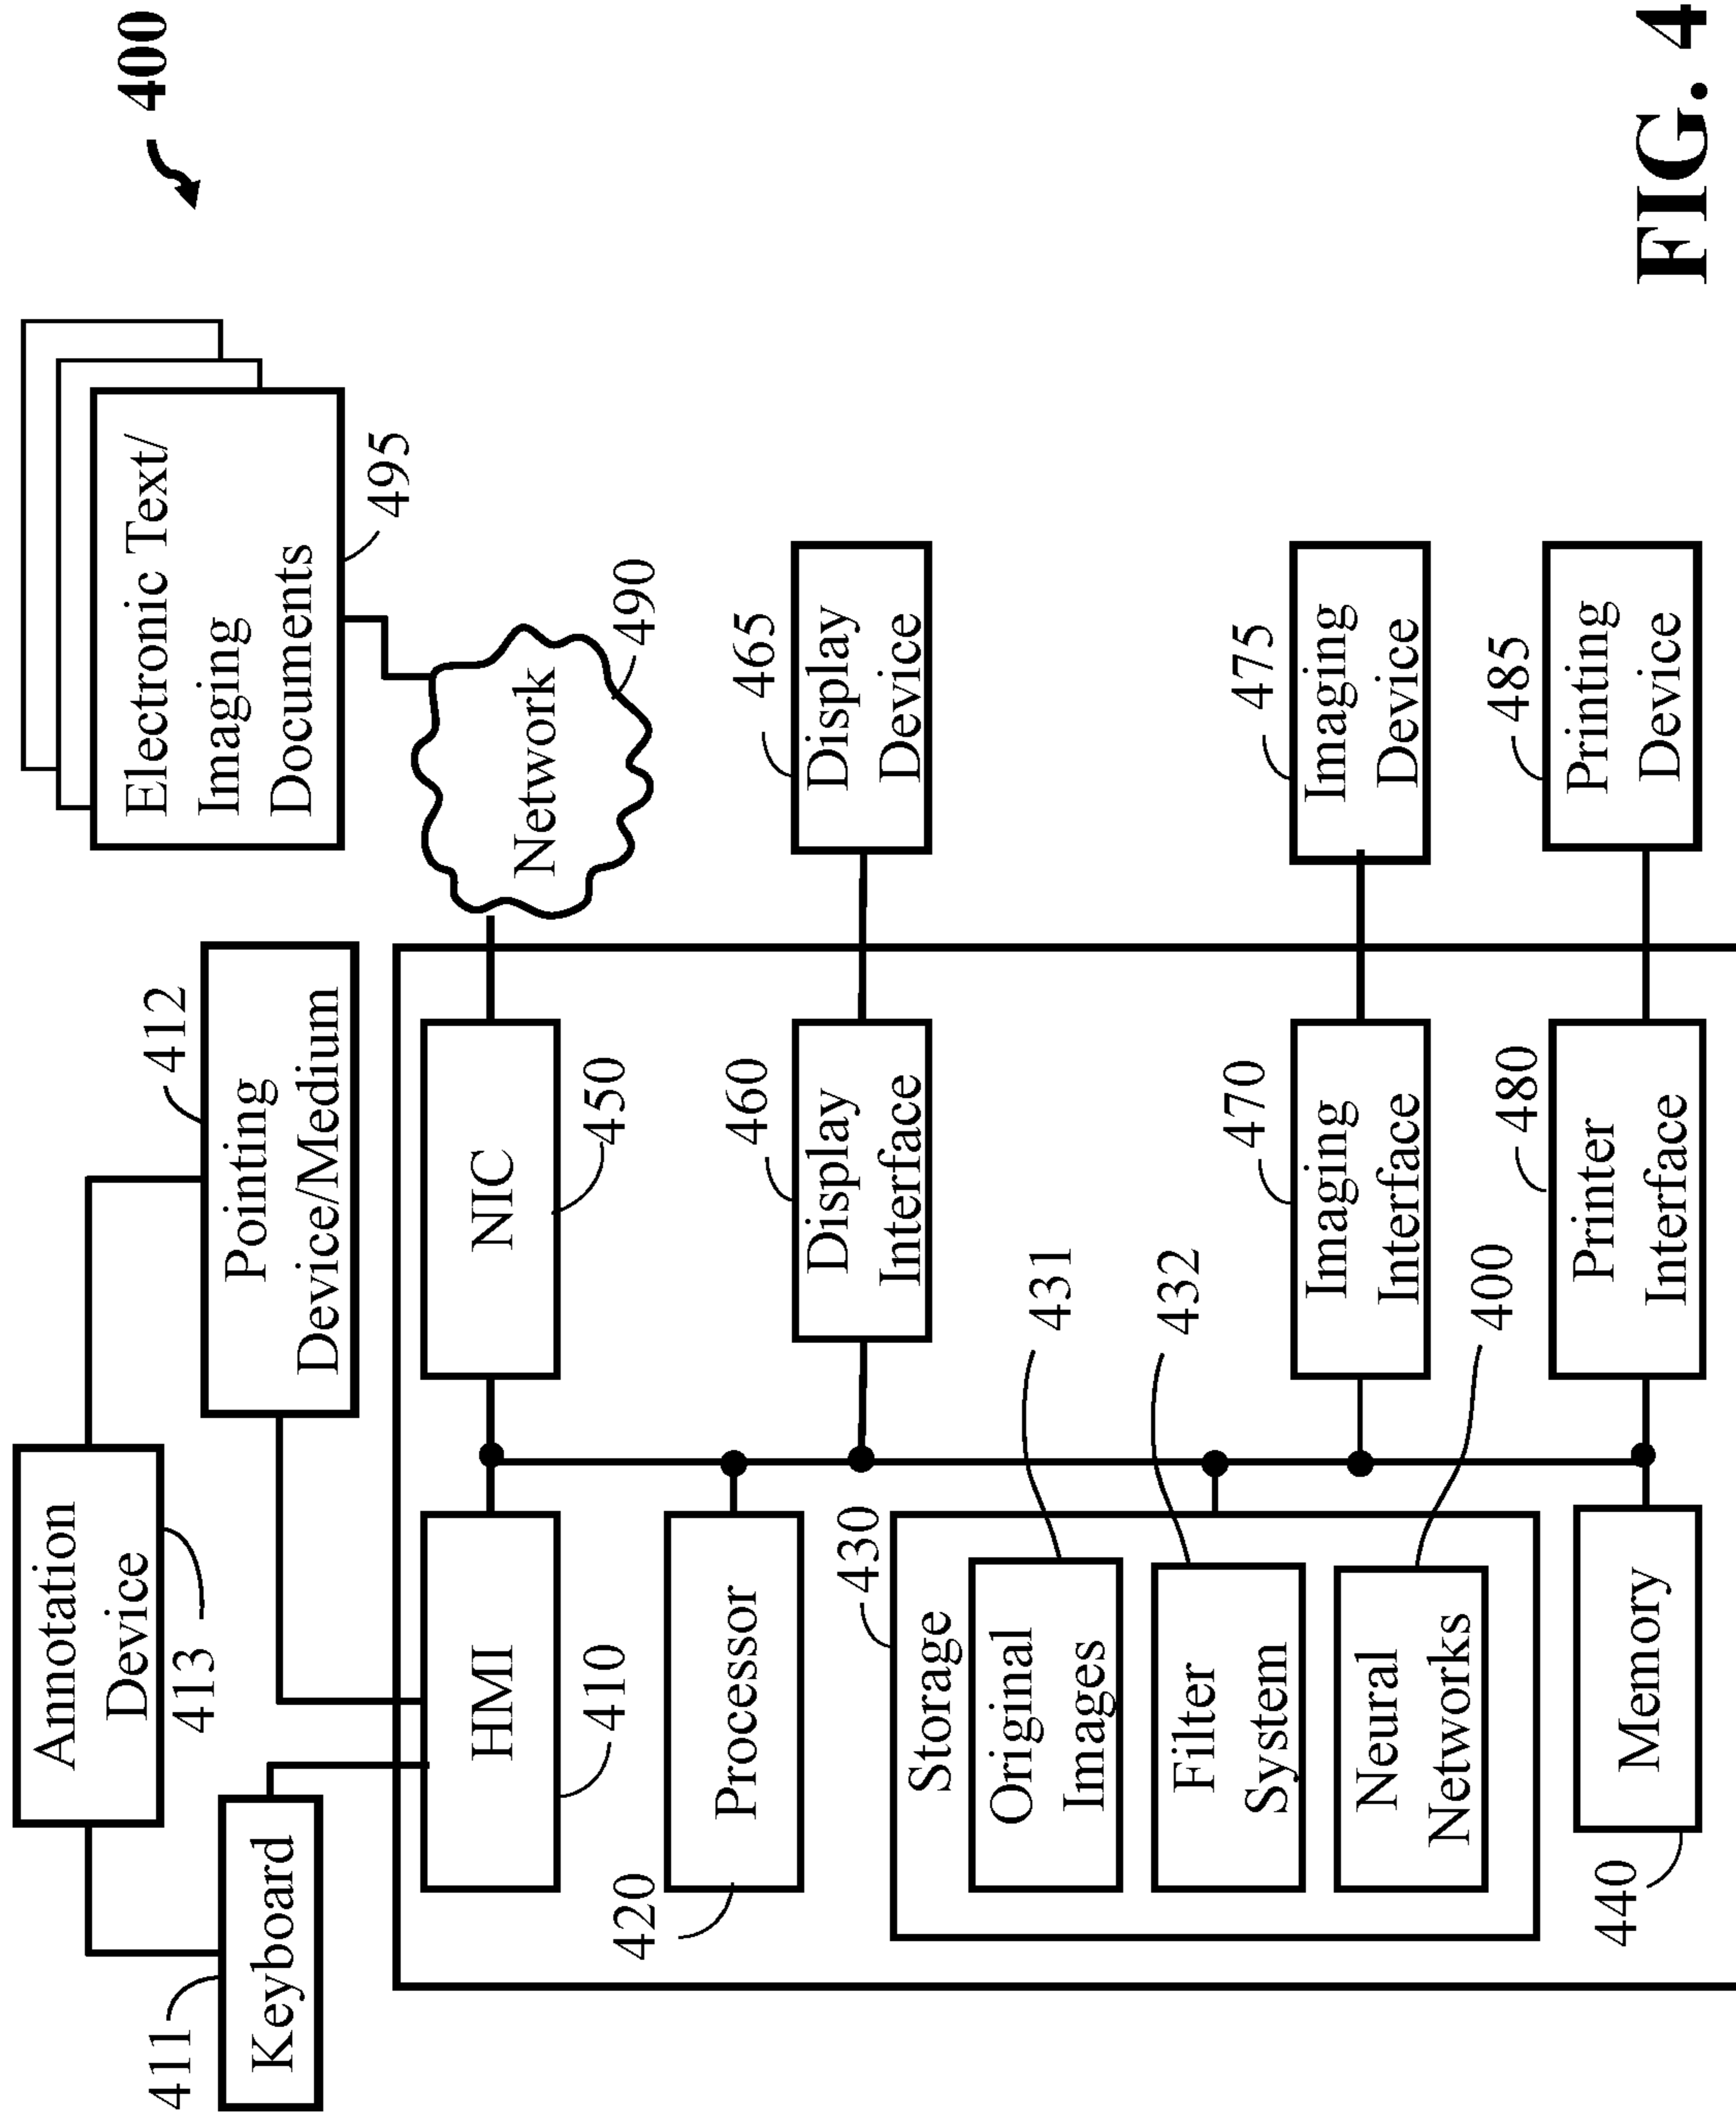 400
Annotation
Device
413
411
Keyboard
412
Pointing
Device/Medium
Electronic Text/
Imaging
Documents
495
HMI
410
NIC
450
Network
490
Processor
420
Display
Interface
460
Display
Device
465
430
Storage
Original
Images
431
Filter
System
432
Neural
Networks
400
Imaging
Interface
470
Imaging
Device
475
Memory
440
Printer
Interface
480
Printing
Device
485
FIG. 4